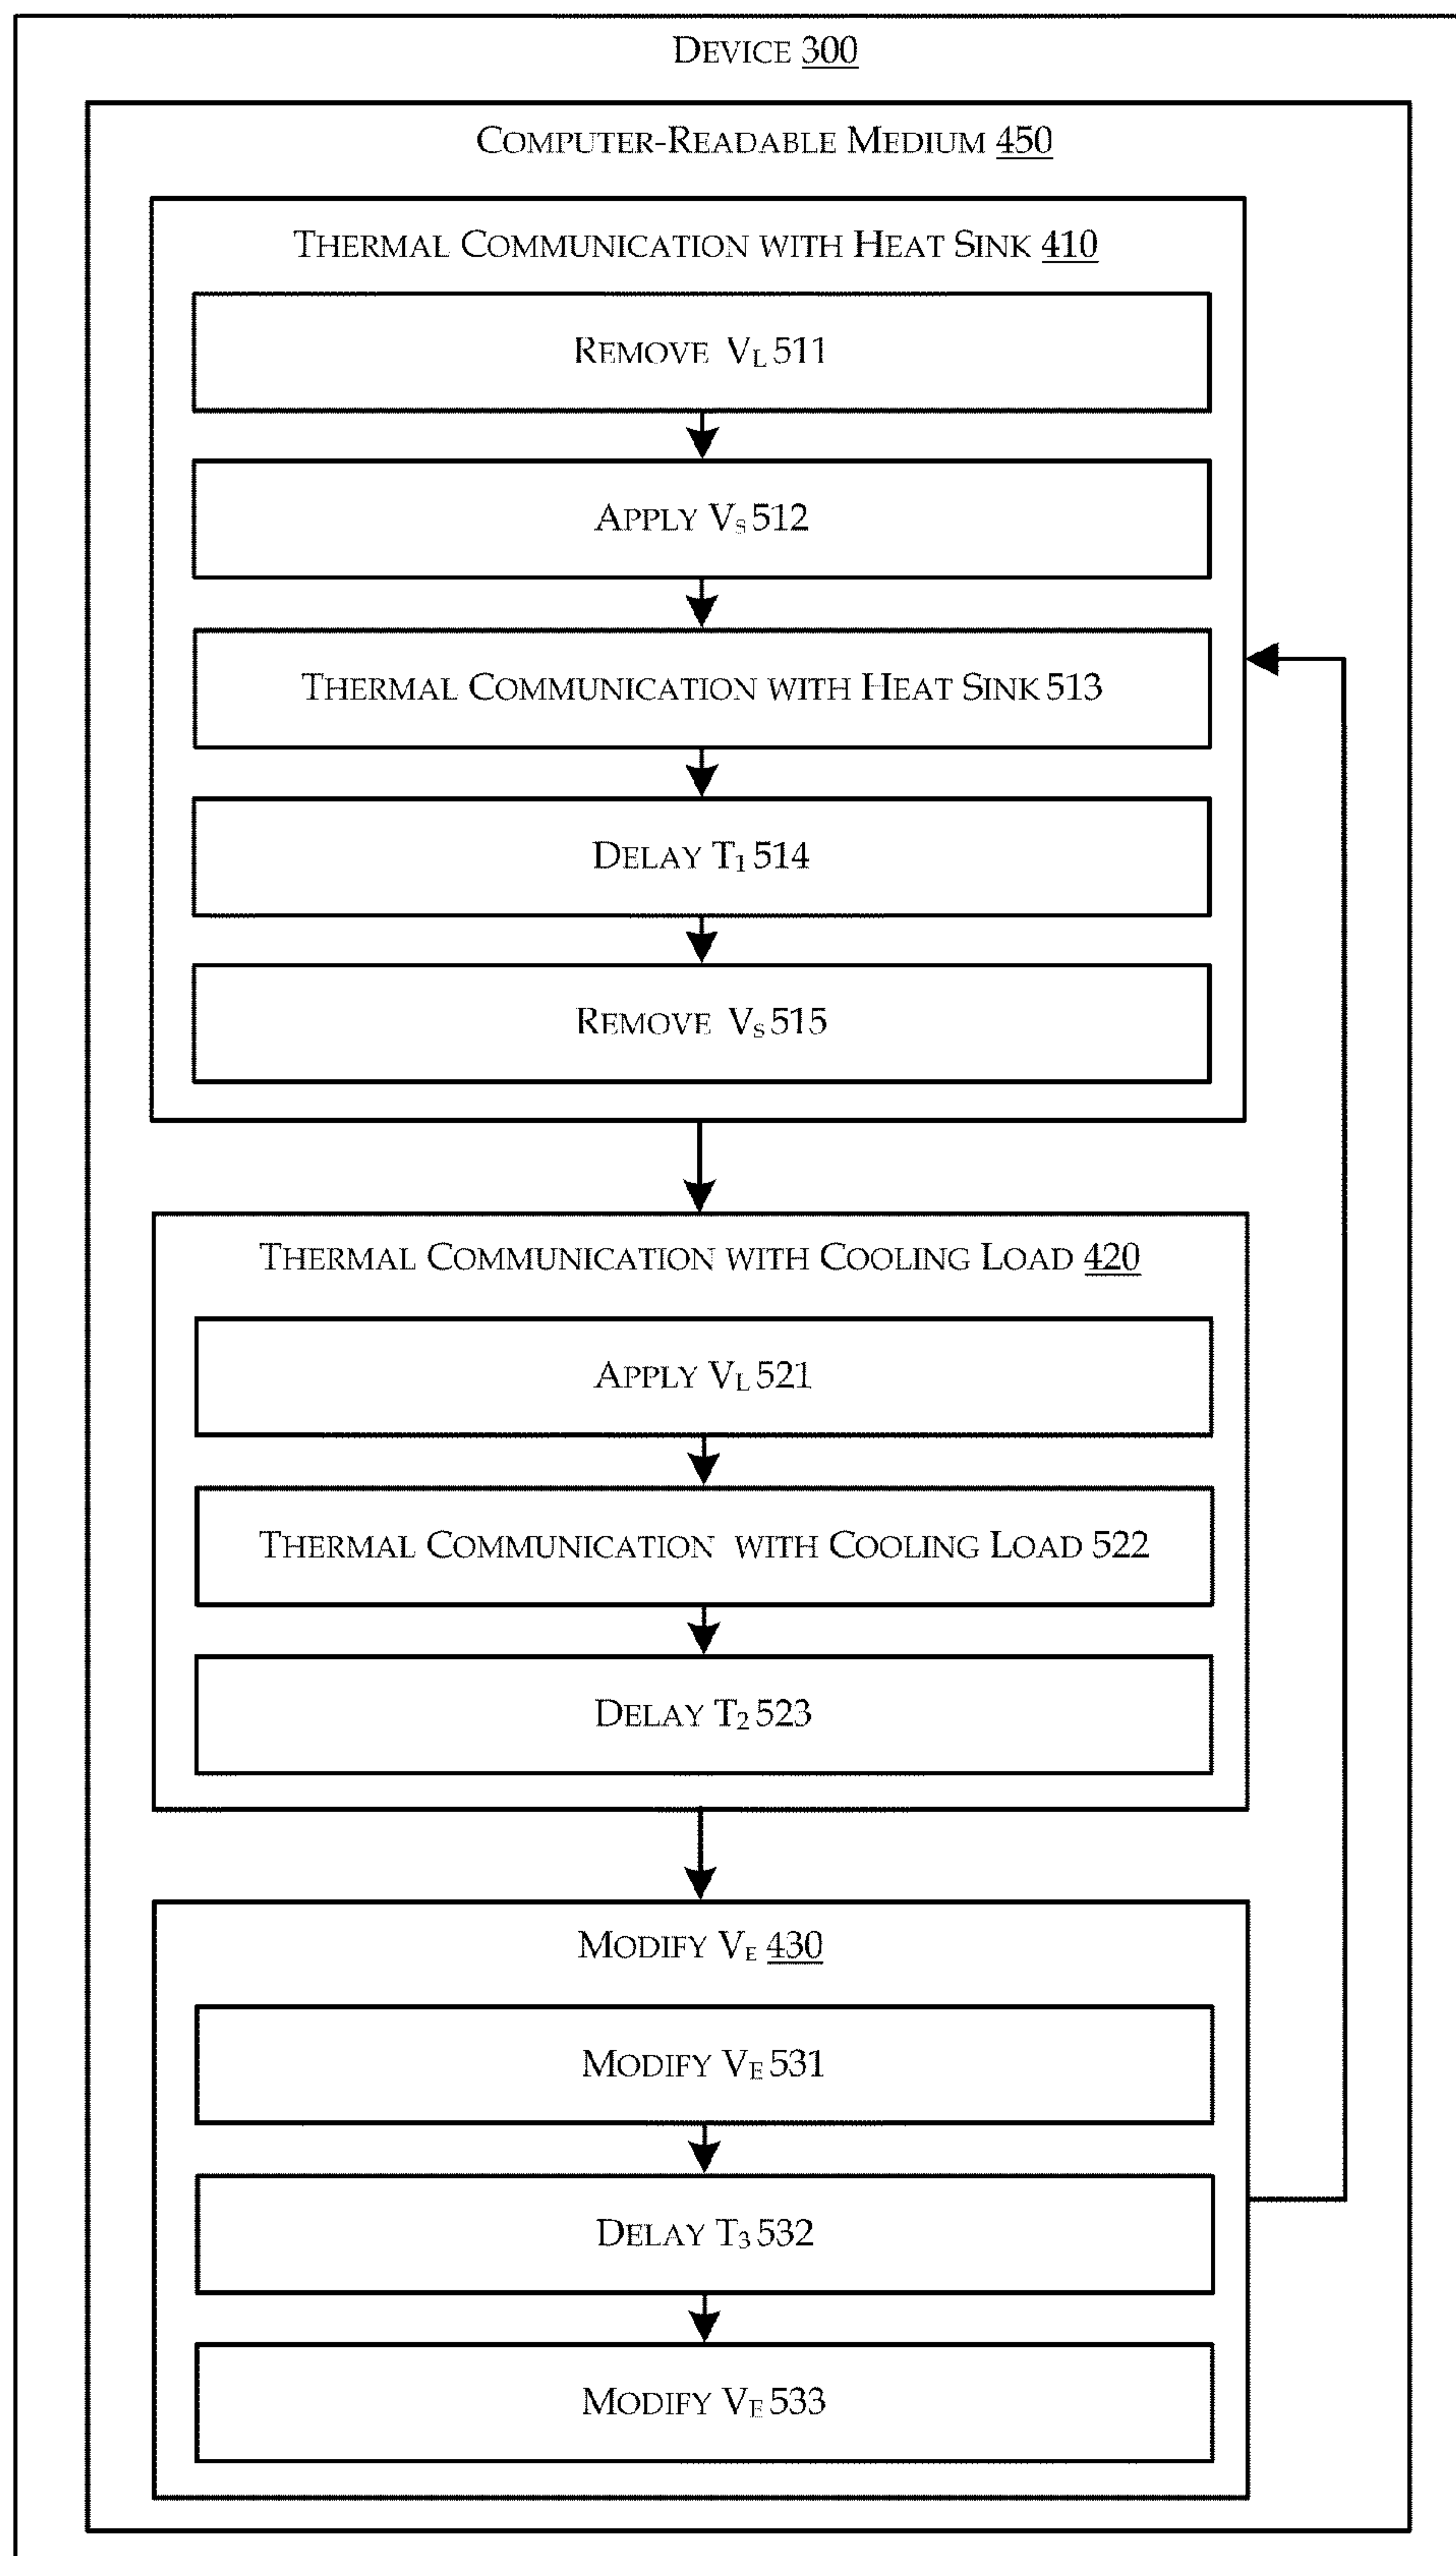 DEVICE 300
COMPUTER-READABLE MEDIUM 450
THERMAL COMMUNICATION WITH HEAT SINK 410
REMOVE VL 511
APPLY VS 512
THERMAL COMMUNICATION WITH HEAT SINK 513
DELAY T1 514
REMOVE VS 515
THERMAL COMMUNICATION WITH COOLING LOAD 420
APPLY VL 521
THERMAL COMMUNICATION WITH COOLING LOAD 522
DELAY T2 523
MODIFY VE 430
MODIFY VE 531
DELAY T3 532
MODIFY VE 533